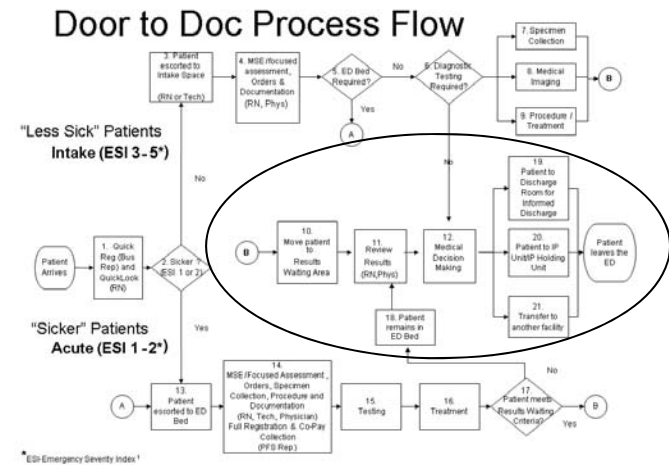 Door to Doc Process Flow
3. Patient
escorted to
Intake Space
(RN or Tech)
4. MSE /focused
assessment,
Orders &
Documentation
(RN, Phys)
5. ED Bed
Required?
No
Yes
A
6. Diagnostic
Testing
Required?
No
7. Specimen
Collection
8. Medical
Imaging
9. Procedure /
Treatment
B
"Less Sick" Patients
Intake (ESI 3-5*)
No
Patient
Arrives
1. Quick
Reg (Bus
Rep) and
QuickLook
(RN)
2. Sicker ?
(ESI 1 or 2)
B
10.
Move patient
to
Results
Waiting Area
11.
Review
Results
(RN,Phys)
12.
Medical
Decision
Making
19.
Patient to
Discharge
Room for
Informed
Discharge
20.
Patient to IP
Unit/IP Holding
Unit
21.
Transfer to
another facility
Patient
leaves the
ED
18. Patient
remains in
ED Bed
"Sicker" Patients
Acute (ESI 1-2*)
Yes
A
13.
Patient
escorted to ED
Bed
14.
MSE /Focused Assessment ,
Orders, Specimen
Collection, Procedure and
Documentation
(RN, Tech, Physician)
Full Registration & Co-Pay
Collection
(PFS Rep.)
15.
Testing
16.
Treatment
17.
Patient meets
Results Waiting
Criteria?
No
Yes
B
*ESI-Emergency Severity Index ¹